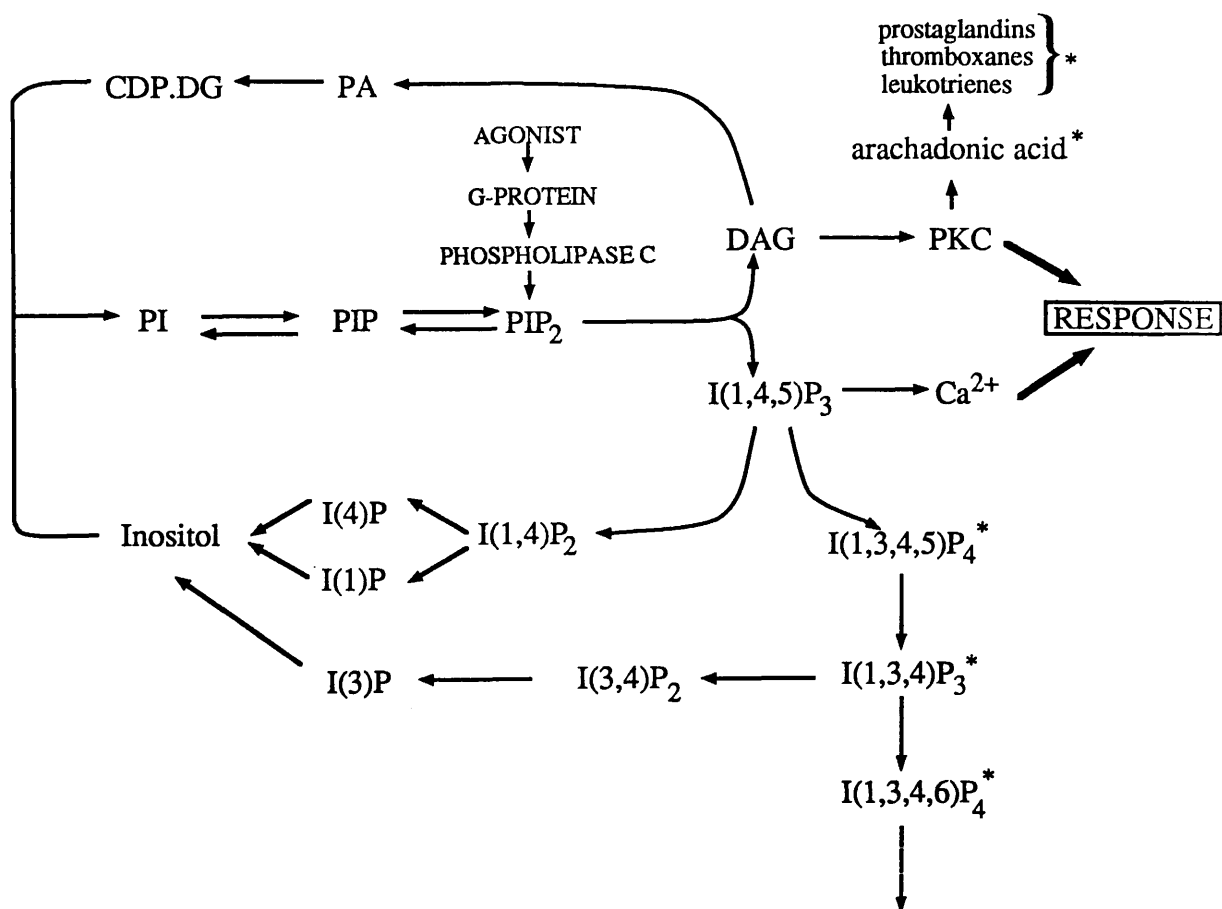 prostaglandins
thromboxanes
leukotrienes
*
CDP.DG
PA
AGONIST
arachadonic acid*
G-PROTEIN
DAG
PKC
PHOSPHOLIPASE C
PI
PIP
PIP2
RESPONSE
I(1,4,5)P3
Ca2+
I(4)P
Inositol
I(1,4)P2
I(1,3,4,5)P4*
I(1)P
I(3)P
I(3,4)P2
I(1,3,4)P3*
I(1,3,4,6)P4*